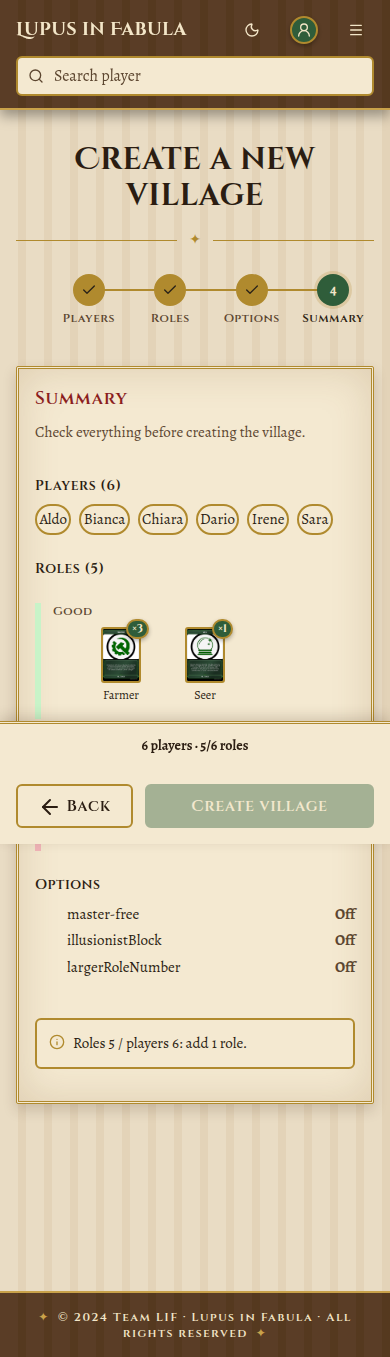 Lupus in Fabula
Search player
Create a new
village
4
Players Roles Options Summary
Summary
Check everything before creating the village.
Players (6)
Aldo Bianca Chiara Dario Irene Sara
Roles (5)
Good
×3 ×1
Farmer Seer
6 players · 5/6 roles
Back Create village
Options
master-free Off
illusionistBlock Off
largerRoleNumber Off
Roles 5 / players 6: add 1 role.
© 2024 Team LIF · Lupus in Fabula · All
rights reserved